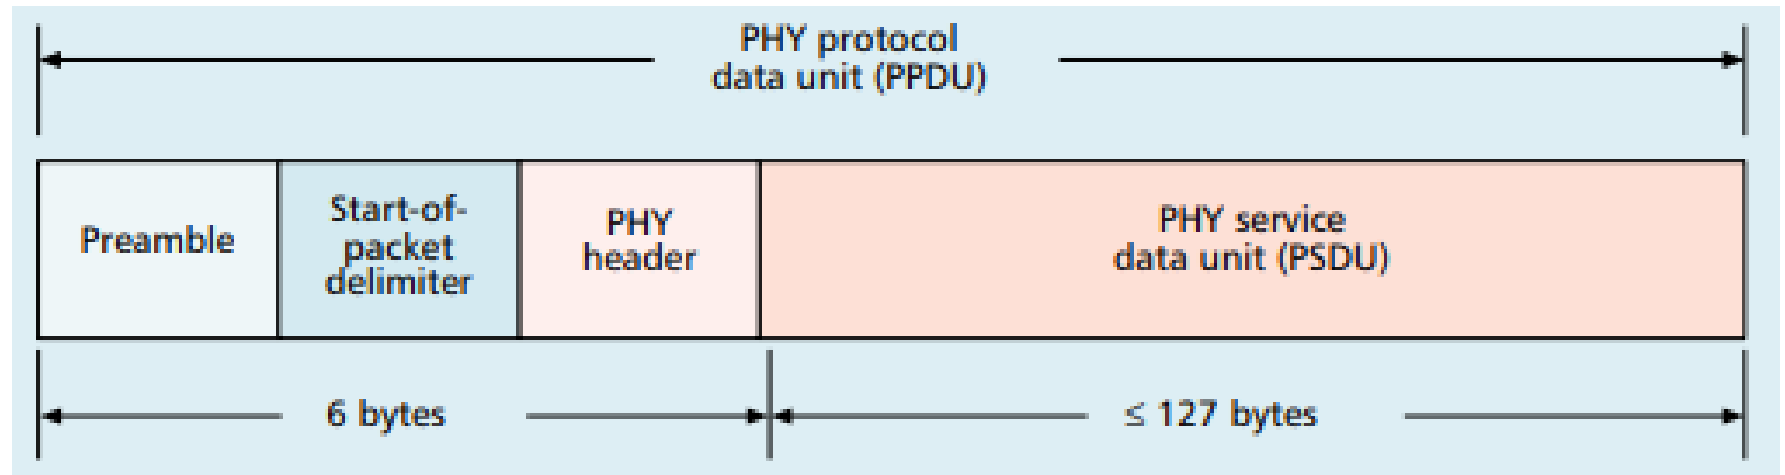 PHY protocol
data unit (PPDU)
Preamble
Start-of-
packet
delimiter
PHY
header
PHY service
data unit (PSDU)
6 bytes
≤ 127 bytes